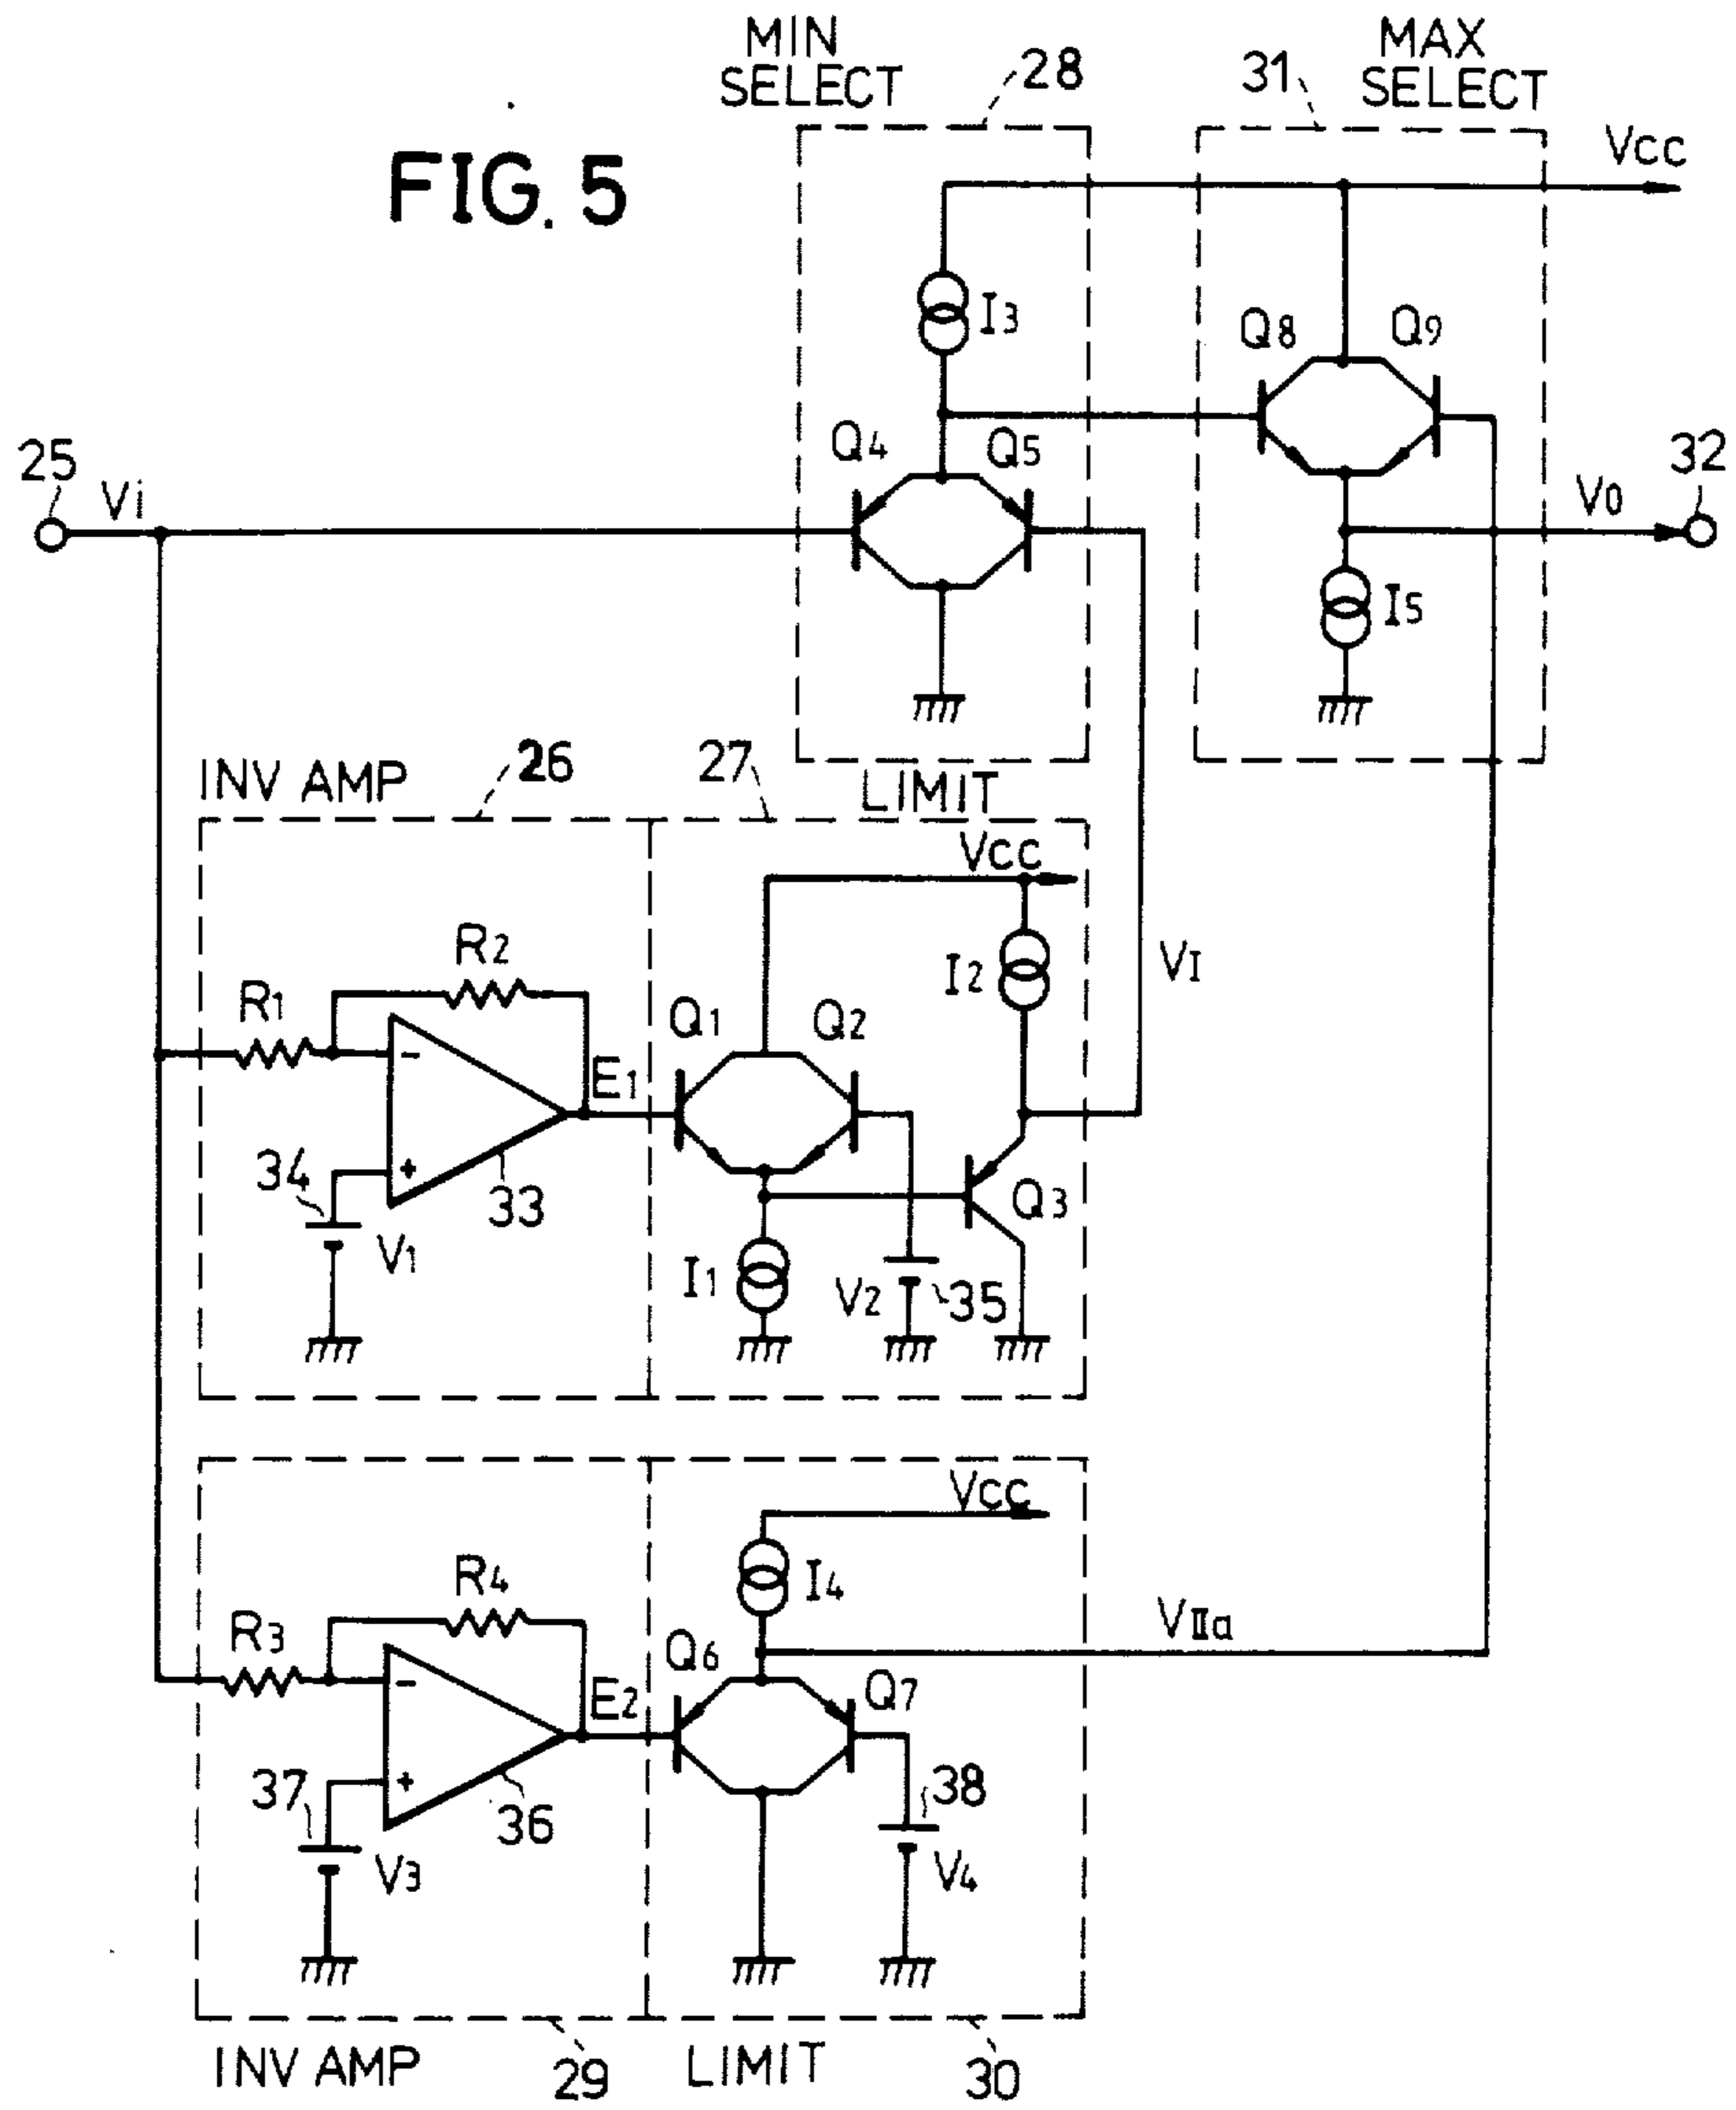 MIN
SELECT
28
31
MAX
SELECT
FIG. 5
Vcc
I3
Q8
Q9
Q4
Q5
25
Vi
32
V0
I5
INV AMP
26
27
LIMIT
Vcc
R2
R1
I2
VI
Q1
Q2
E1
-
+
34
33
Q3
V1
I1
V2
35
Vcc
R4
I4
R3
VIIa
Q6
Q7
E2
-
+
37
36
38
V3
V4
INV AMP
29
LIMIT
30